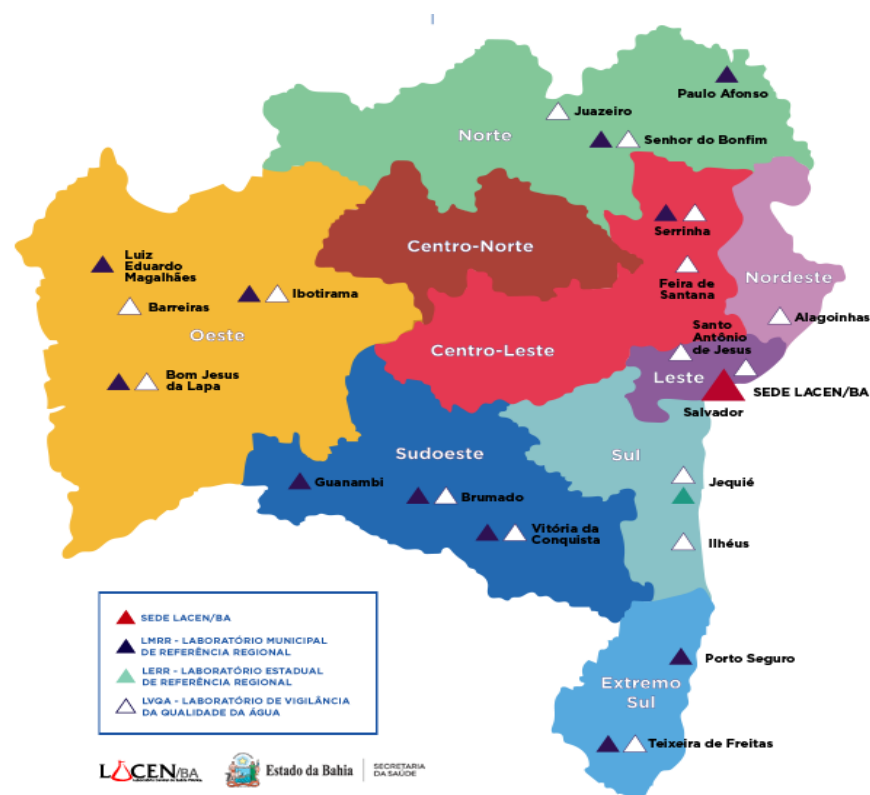 Paulo Afonso
Juazeiro
Norte
Senhor do Bonfim
Serrinha
Centro-Norte
Luiz
Eduardo
Magalhães
Nordeste
Feira de
Santana
Ibotirama
Barreiras
Alagoinhas
Oeste
Santo
Antônio
de Jesus
Centro-Leste
Bom Jesus
da Lapa
Leste
SEDE LACEN/BA
Salvador
Sudoeste
Sul
Guanambi
Jequié
Brumado
Vitória da
Conquista
Ilhéus
SEDE LACEN/BA
LMRR - LABORATÓRIO MUNICIPAL
DE REFERÊNCIA REGIONAL
LERR - LABORATÓRIO ESTADUAL
DE REFERÊNCIA REGIONAL
LVQA - LABORATÓRIO DE VIGILÂNCIA
DA QUALIDADE DA ÁGUA
Porto Seguro
Extremo
Sul
Teixeira de Freitas
LACEN/BA
Estado da Bahia
SECRETARIA
DA SAÚDE